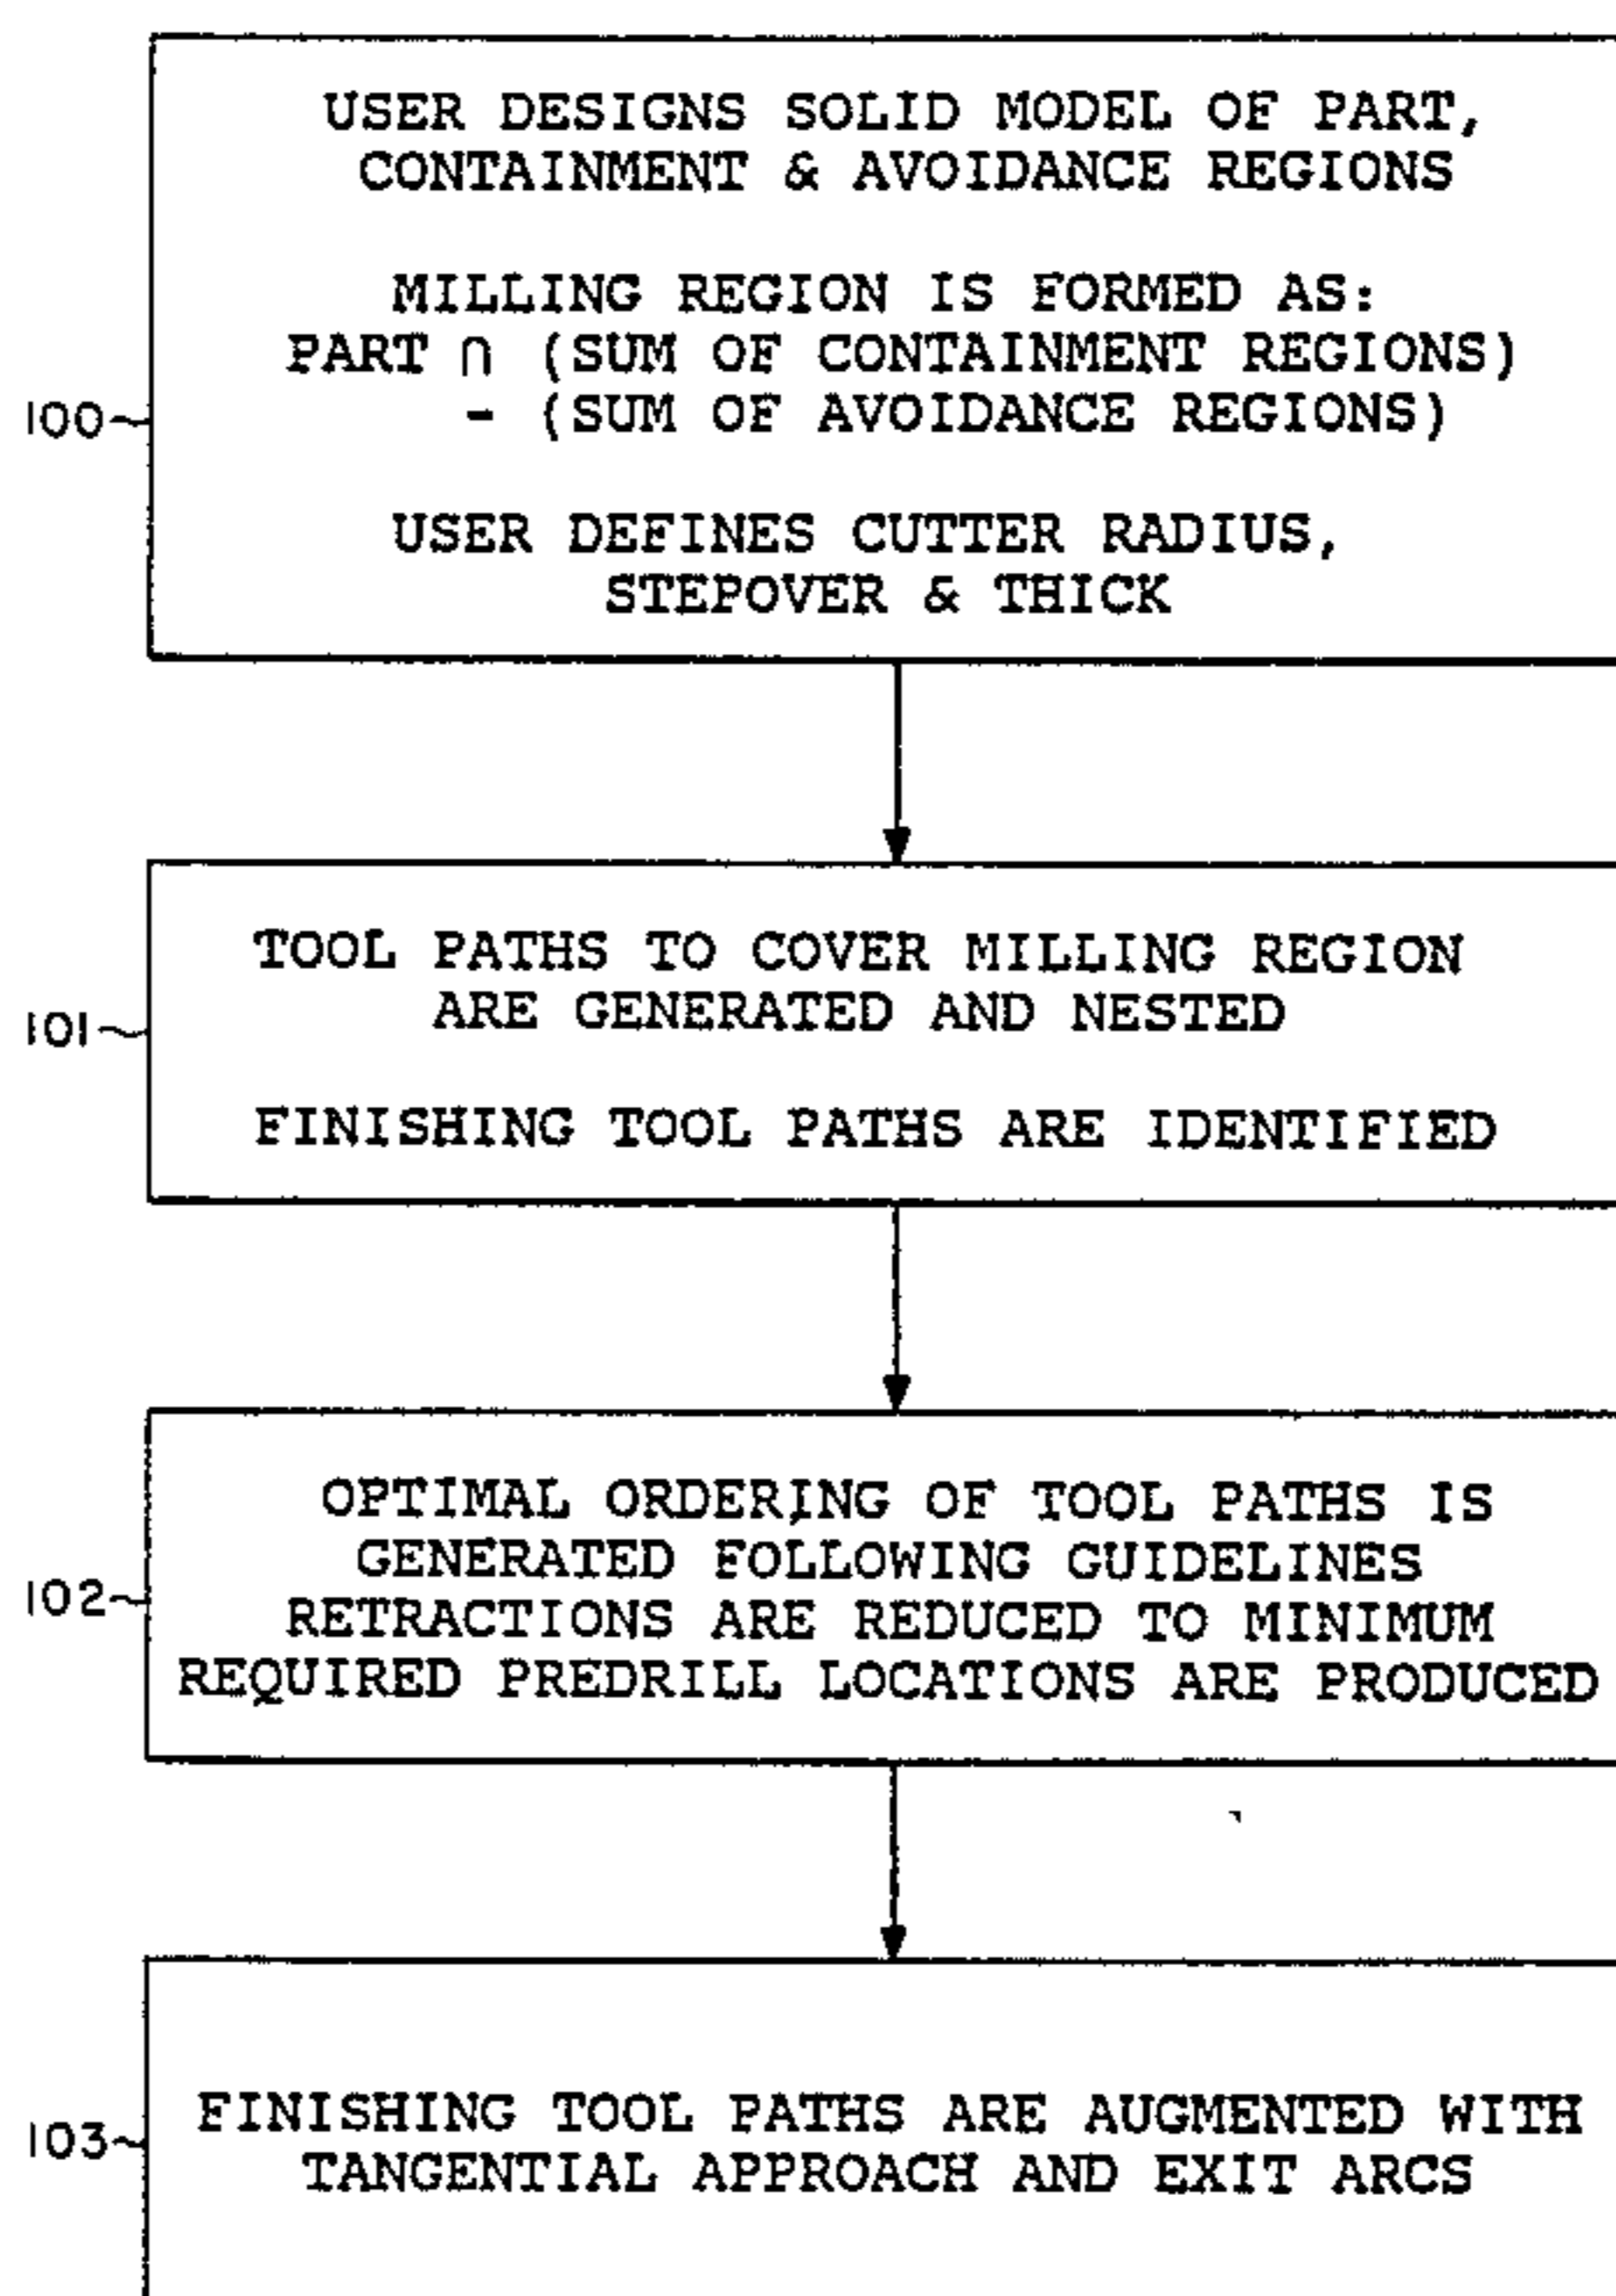 USER DESIGNS SOLID MODEL OF PART,
CONTAINMENT & AVOIDANCE REGIONS
MILLING REGION IS FORMED AS:
PART ∩ (SUM OF CONTAINMENT REGIONS)
- (SUM OF AVOIDANCE REGIONS)
100
USER DEFINES CUTTER RADIUS,
STEPOVER & THICK
TOOL PATHS TO COVER MILLING REGION
ARE GENERATED AND NESTED
101
FINISHING TOOL PATHS ARE IDENTIFIED
OPTIMAL ORDERING OF TOOL PATHS IS
GENERATED FOLLOWING GUIDELINES
102
RETRACTIONS ARE REDUCED TO MINIMUM
REQUIRED PREDRILL LOCATIONS ARE PRODUCED
FINISHING TOOL PATHS ARE AUGMENTED WITH
103
TANGENTIAL APPROACH AND EXIT ARCS